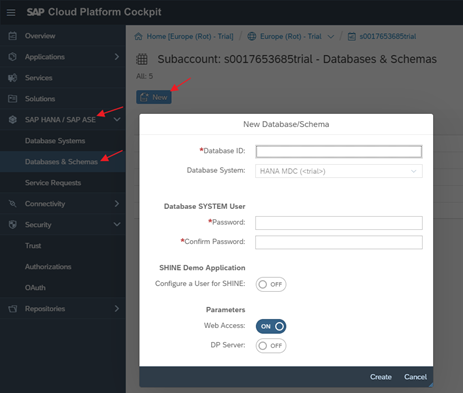 SAP Cloud Platform Cockpit
Overview
Applications
Services
Solutions
SAP HANA / SAP ASE
Database Systems
Databases & Schemas
Service Requests
Connectivity
Security
Trust
Authorizations
OAuth
Repositories
Home [Europe (Rot) - Trial] / Europe (Rot) - Trial / s0017653685trial
Subaccount: s0017653685trial - Databases & Schemas
All: 5
New
New Database/Schema
*Database ID:
Database System: HANA MDC (<trial>)
Database SYSTEM User
*Password:
*Confirm Password:
SHINE Demo Application
Configure a User for SHINE: OFF
Parameters
Web Access: ON
DP Server: OFF
Create Cancel